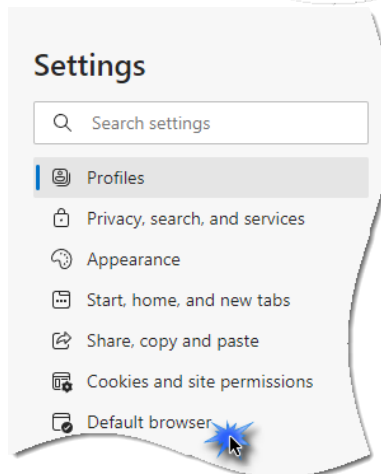 Settings
Search settings
Profiles
Privacy, search, and services
Appearance
Start, home, and new tabs
Share, copy and paste
Cookies and site permissions
Default browser